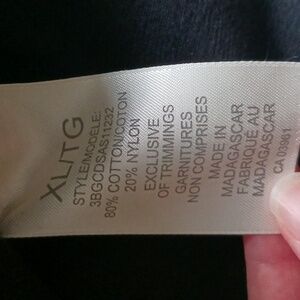 XL/TG
STYLE/MODELE:
3BGCDSAS11232
80% COTTON/COTON
20% NYLON
EXCLUSIVE
OF TRIMMINGS
GARNITURES
NON COMPRISES
MADE IN
MADAGASCAR
FABRIQUÉ AU
MADAGASCAR
CA 03961